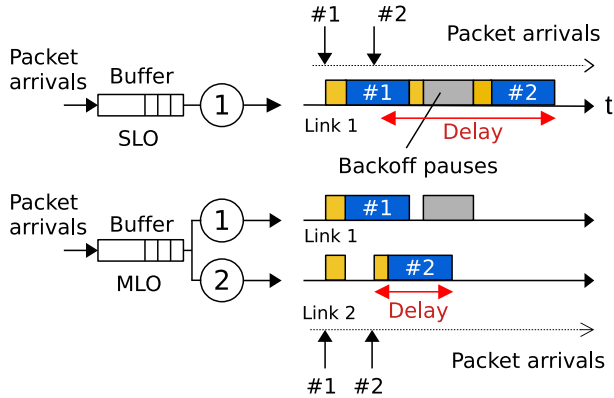 #1 #2
Packet arrivals
Packet
arrivals
Buffer
1
SLO
#1
#2
t
Link 1
Delay
Backoff pauses
Packet
arrivals
Buffer
1
2
MLO
#1
Link 1
#2
Link 2
Delay
Packet arrivals
#1 #2